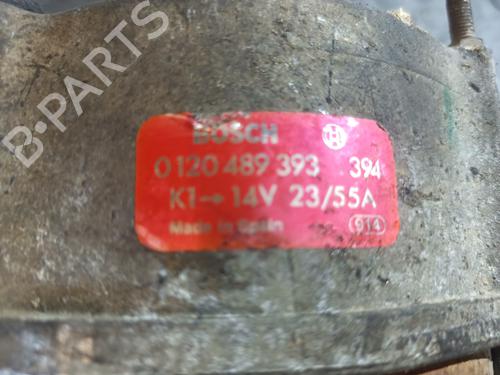 B-PARTS
BOSCH
0 120 489 393 394
K1→ 14V 23/55A
Made in Spain 914